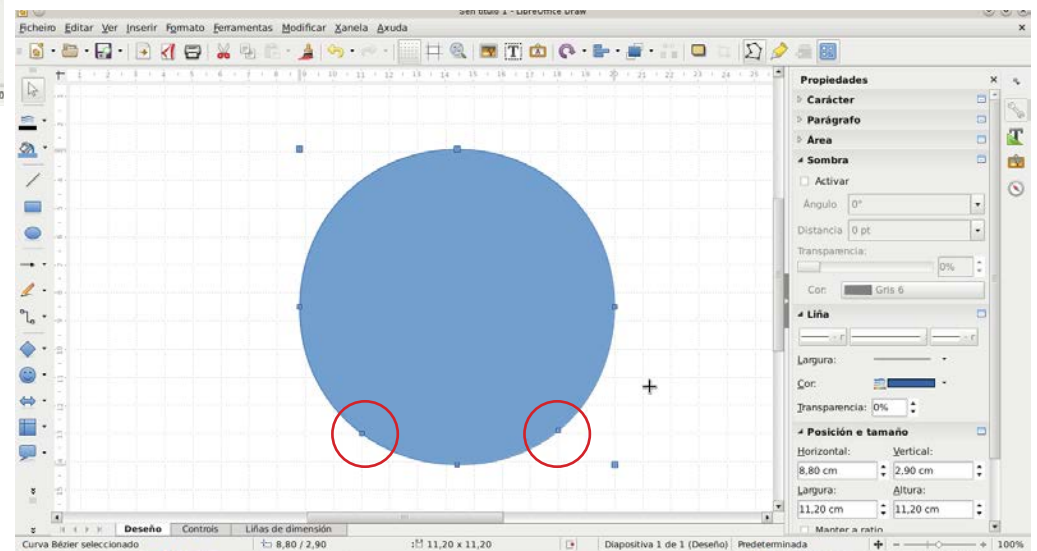 Sen título 1 - LibreOffice Draw
Ficheiro Editar Ver Inserir Formato Ferramentas Modificar Xanela Axuda
Propiedades
Carácter
Parágrafo
Área
Sombra
Activar
Ángulo 0°
Distancia 0 pt
Transparencia:
0%
Cor: Gris 6
Liña
Largura:
Cor:
Transparencia: 0%
Posición e tamaño
Horizontal: Vertical:
8,80 cm 2,90 cm
Largura: Altura:
11,20 cm 11,20 cm
Manter a ratio
Deseño Controis Liñas de dimensión
Curva Bézier seleccionado 8,80 / 2,90 11,20 x 11,20 Diapositiva 1 de 1 (Deseño) Predeterminada 100%